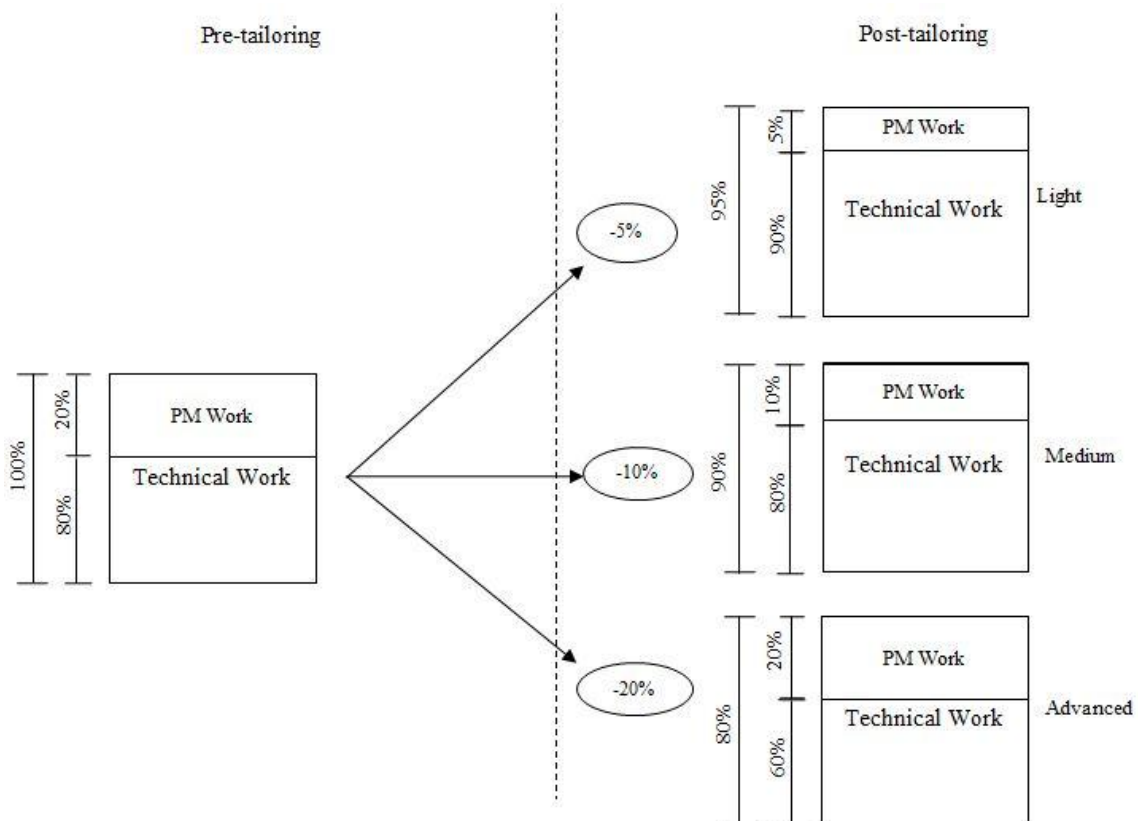 Pre-tailoring
Post-tailoring
100%
20%
80%
PM Work
Technical Work
-5%
-10%
-20%
95%
5%
90%
PM Work
Technical Work
Light
90%
10%
80%
PM Work
Technical Work
Medium
80%
20%
60%
PM Work
Technical Work
Advanced